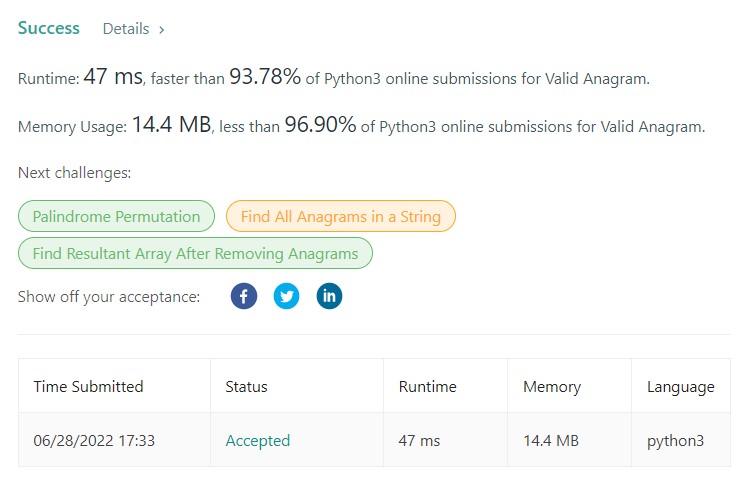 Success Details ›
Runtime: 47 ms, faster than 93.78% of Python3 online submissions for Valid Anagram.
Memory Usage: 14.4 MB, less than 96.90% of Python3 online submissions for Valid Anagram.
Next challenges:
Palindrome Permutation Find All Anagrams in a String
Find Resultant Array After Removing Anagrams
Show off your acceptance: f in
Time Submitted Status Runtime Memory Language
06/28/2022 17:33 Accepted 47 ms 14.4 MB python3